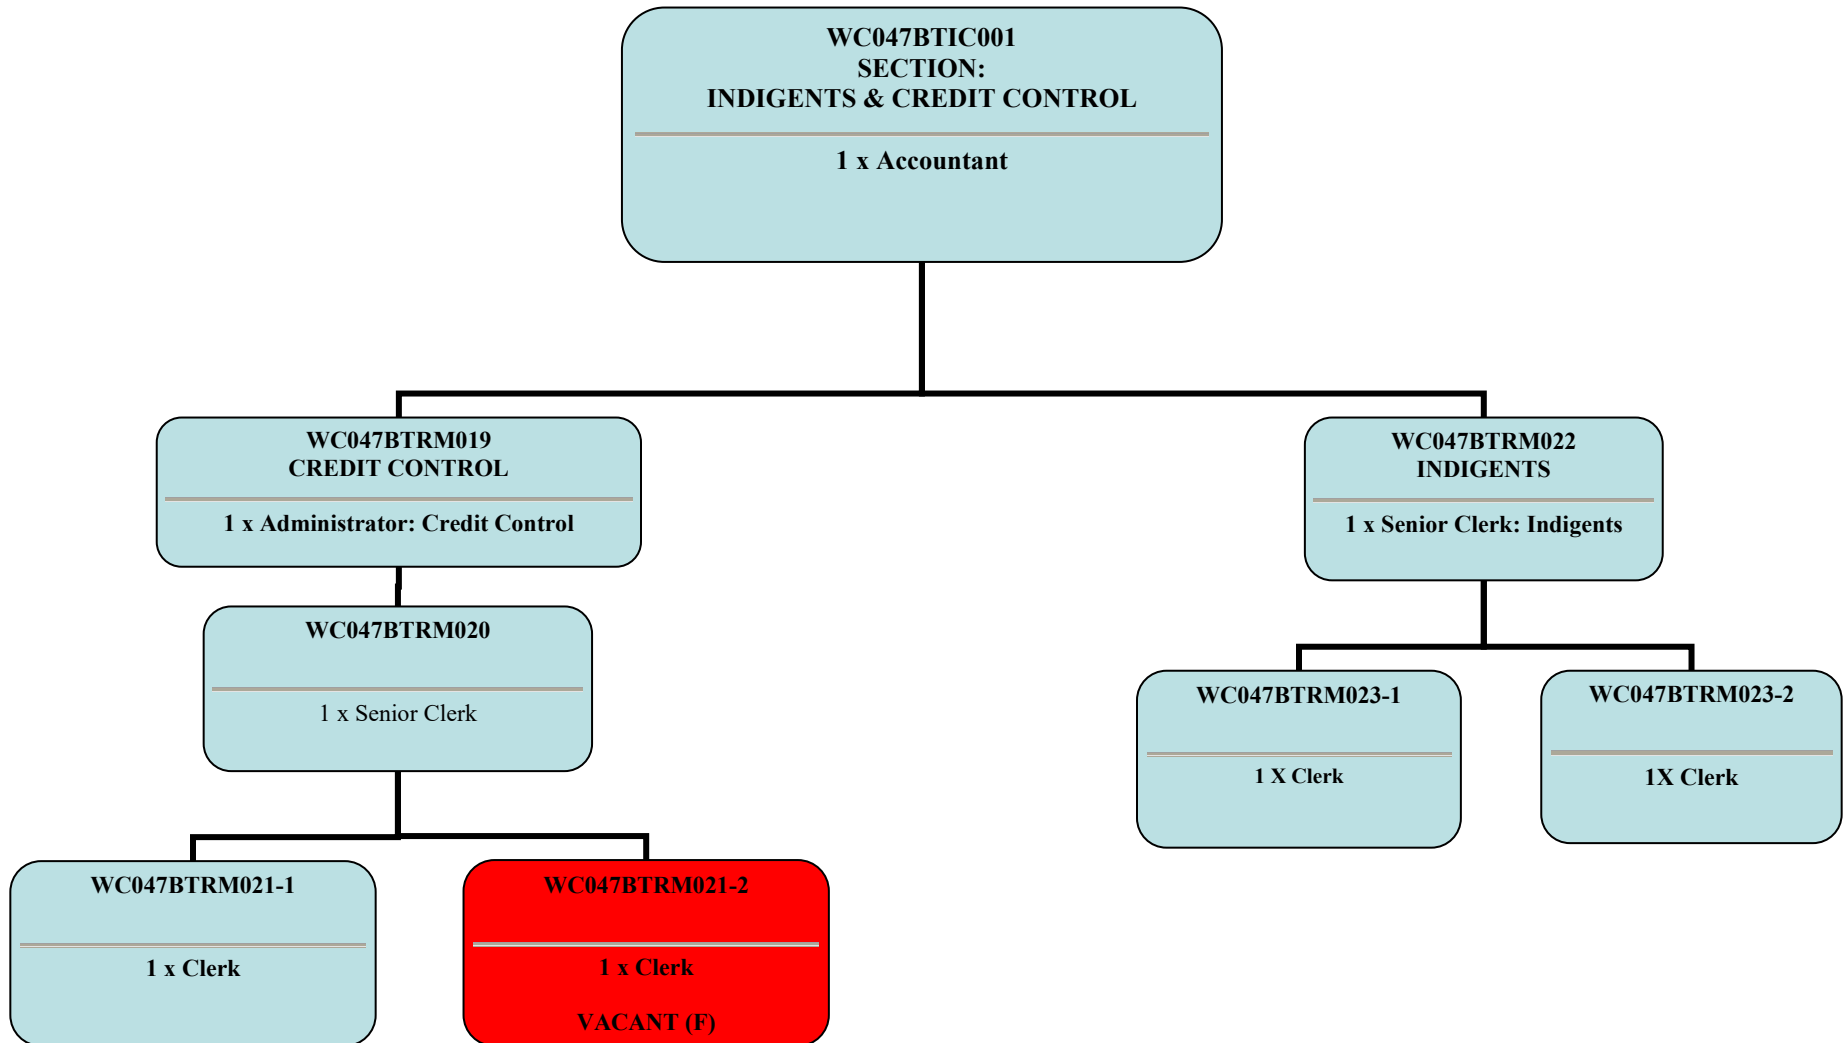 WC047BTIC001
SECTION:
INDIGENTS & CREDIT CONTROL
1 x Accountant
WC047BTRM019
CREDIT CONTROL
1 x Administrator: Credit Control
WC047BTRM022
INDIGENTS
1 x Senior Clerk: Indigents
WC047BTRM020
1 x Senior Clerk
WC047BTRM023-1
1 X Clerk
WC047BTRM023-2
1X Clerk
WC047BTRM021-1
1 x Clerk
WC047BTRM021-2
1 x Clerk
VACANT (F)